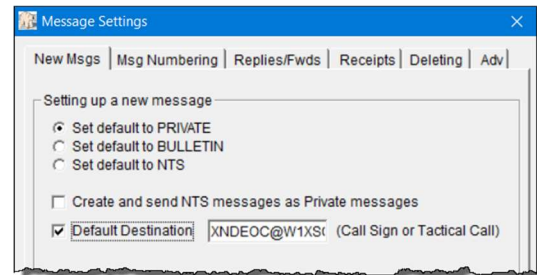 Message Settings
New Msgs Msg Numbering Replies/Fwds Receipts Deleting Adv
Setting up a new message
Set default to PRIVATE
Set default to BULLETIN
Set default to NTS
Create and send NTS messages as Private messages
Default Destination XNDEOC@W1XS( (Call Sign or Tactical Call)